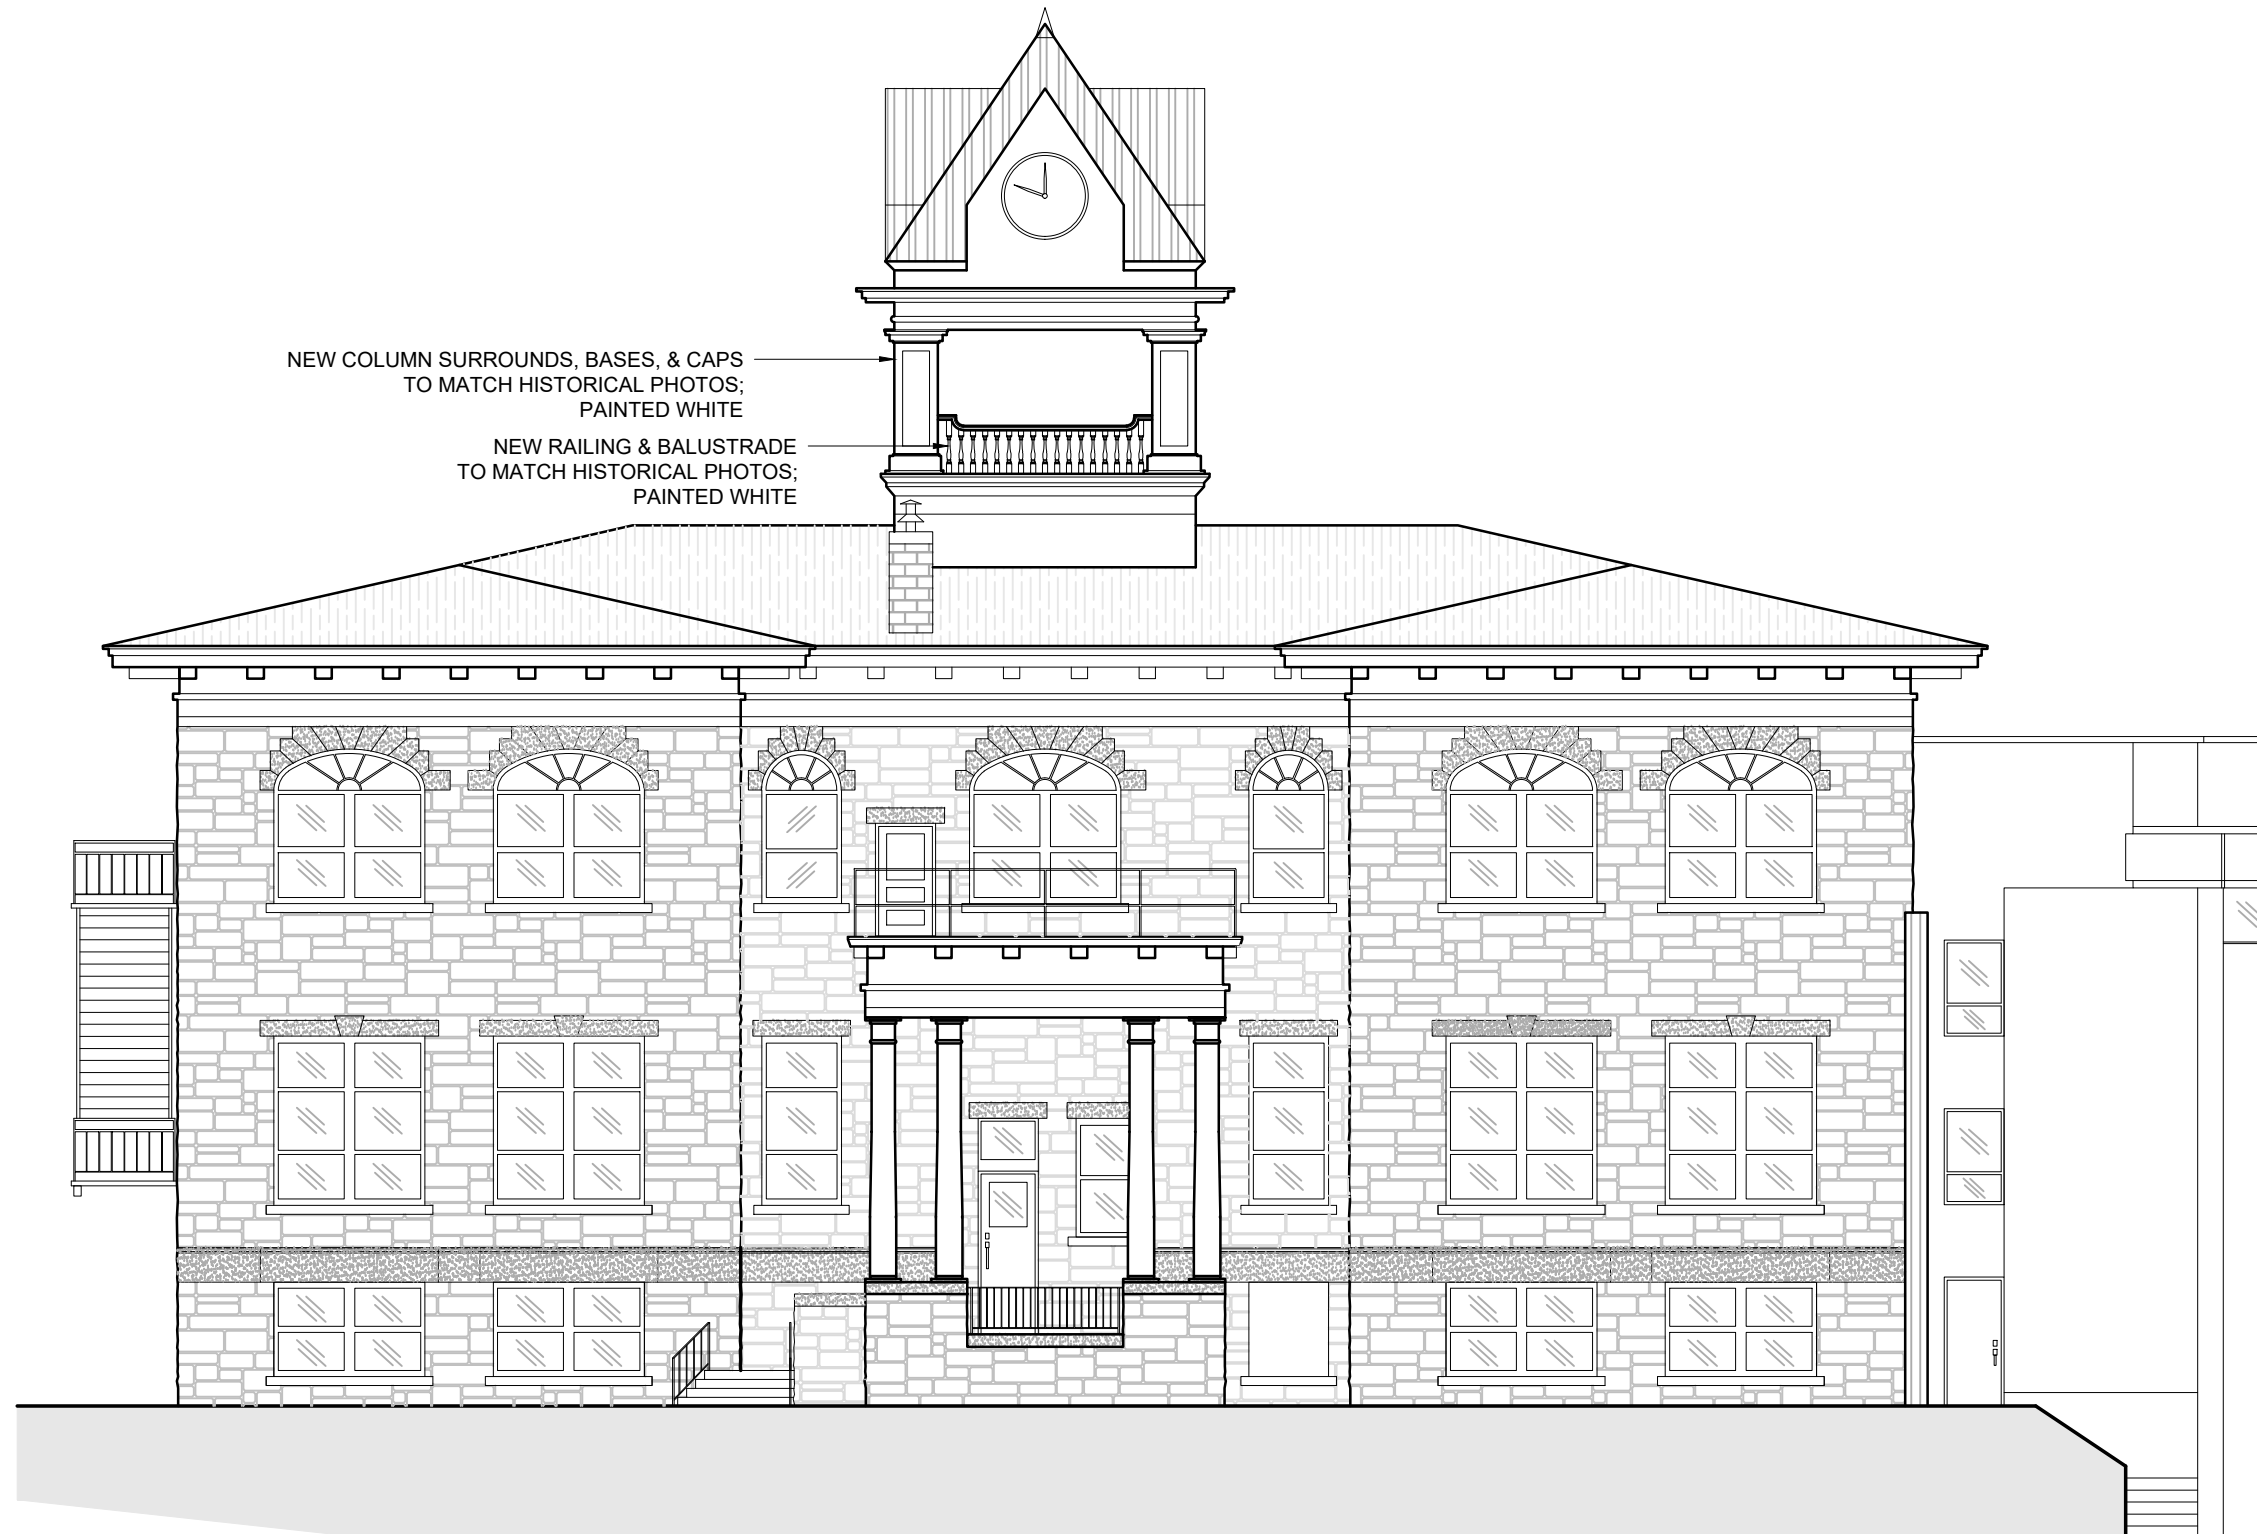 NEW COLUMN SURROUNDS, BASES, & CAPS
TO MATCH HISTORICAL PHOTOS;
PAINTED WHITE
NEW RAILING & BALUSTRADE
TO MATCH HISTORICAL PHOTOS;
PAINTED WHITE